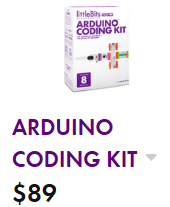 littleBits
ARDUINO
CODING KIT
8
ARDUINO
CODING KIT
$89